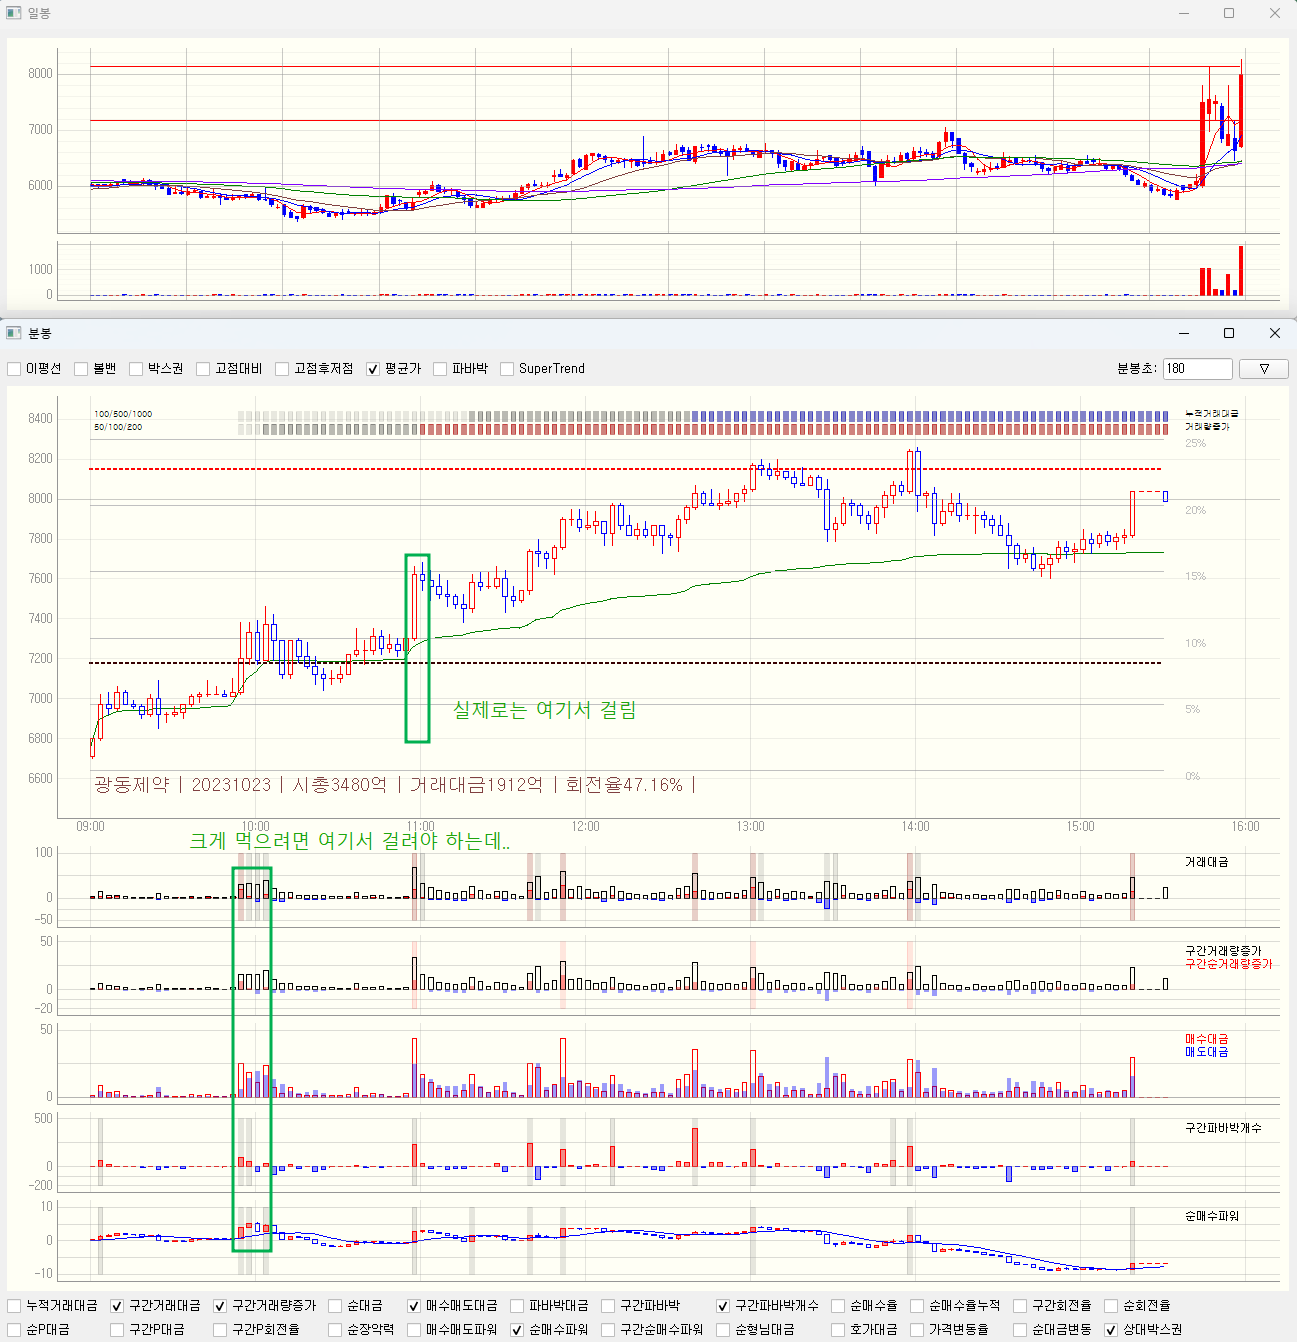 일봉
8000
7000
6000
1000
0
분봉
이평선 볼밴 박스권 고점대비 고점후저점 평균가 파바박 SuperTrend 분봉초: 180
100/500/1000 누적거래대금
50/100/200 거래량증가
8400
8200
8000
7800
7600
7400
7200
7000
6800
6600
25%
20%
15%
10%
5%
0%
실제로는 여기서 걸림
광동제약 | 20231023 | 시총3480억 | 거래대금1912억 | 회전율47.16% |
09:00 10:00 11:00 12:00 13:00 14:00 15:00 16:00
크게 먹으려면 여기서 걸려야 하는데..
100
0
-50
거래대금
50
0
-20
구간거래량증가
구간순거래량증가
50
0
매수대금
매도대금
500
0
-200
구간파바박개수
10
0
-10
순매수파워
누적거래대금 구간거래대금 구간거래량증가 순대금 매수매도대금 파바박대금 구간파바박 구간파바박개수 순매수율 순매수율누적 구간회전율 순회전율
순P대금 구간P대금 구간P회전율 순장악력 매수매도파워 순매수파워 구간순매수파워 순형님대금 호가대금 가격변동율 순대금변동 상대박스권